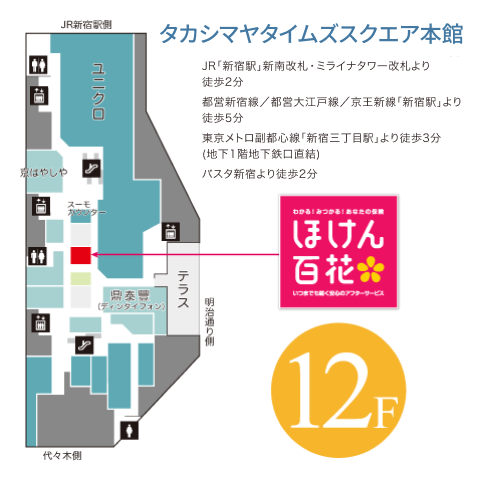 JR新宿駅側
タカシマヤタイムズスクエア本館
JR「新宿駅」新南改札・ミライナタワー改札より
徒歩2分
都営新宿線／都営大江戸線／京王新線「新宿駅」より
徒歩5分
東京メトロ副都心線「新宿三丁目駅」より徒歩3分
(地下1階地下鉄口直結)
バスタ新宿より徒歩2分
ユニクロ
京はやしや
スーモ
カウンター
わかる！みつかる！あなたの保険
ほけん
百花
いつまでも続く安心のアフターサービス
テラス
鼎泰豐
(ディンタイフォン)
明治通り側
12F
代々木側